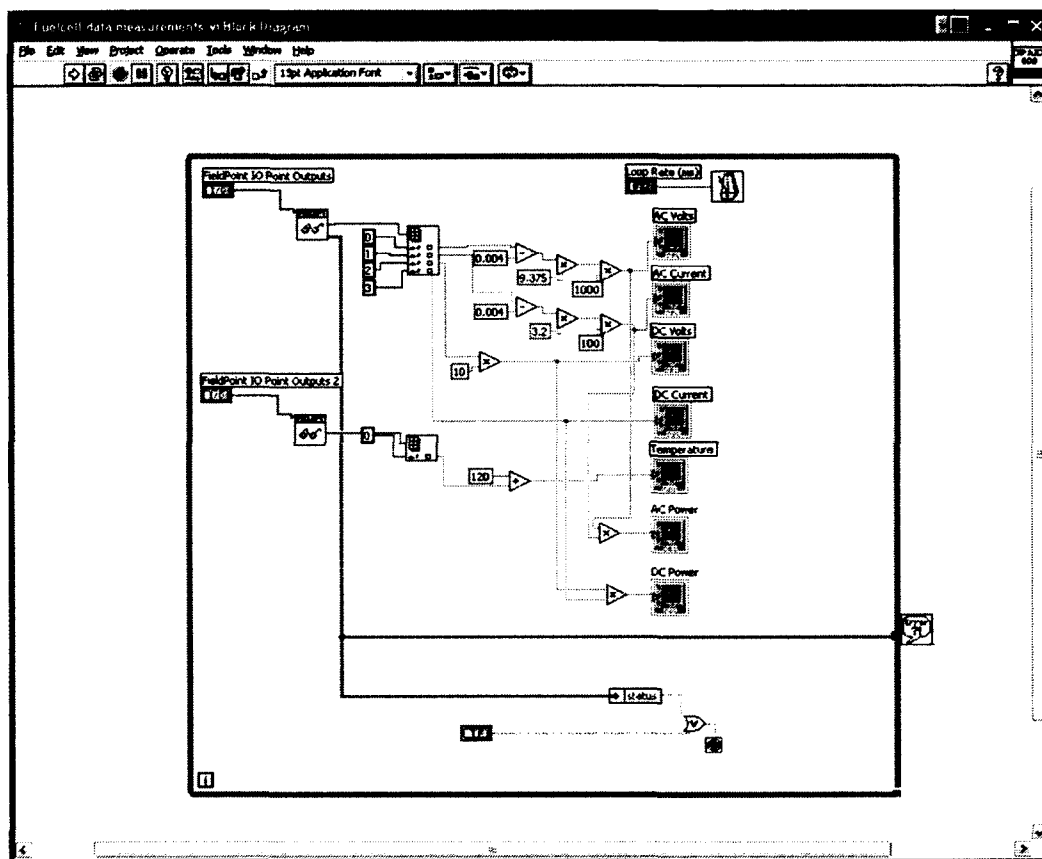 Fuelcell data measurements.vi Block Diagram
File Edit View Project Operate Tools Window Help
13pt Application Font
FieldPoint IO Point Outputs
Loop Rate (ms)
AC Volts
0
1
2
3
0.004
9.375
1000
AC Current
0.004
3.2
100
DC Volts
10
FieldPoint IO Point Outputs 2
DC Current
0
Temperature
120
AC Power
DC Power
status
i